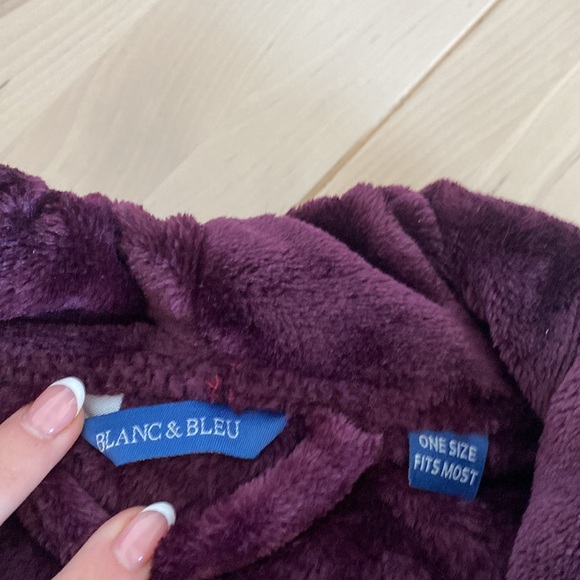 BLANC & BLEU
ONE SIZE
FITS MOST